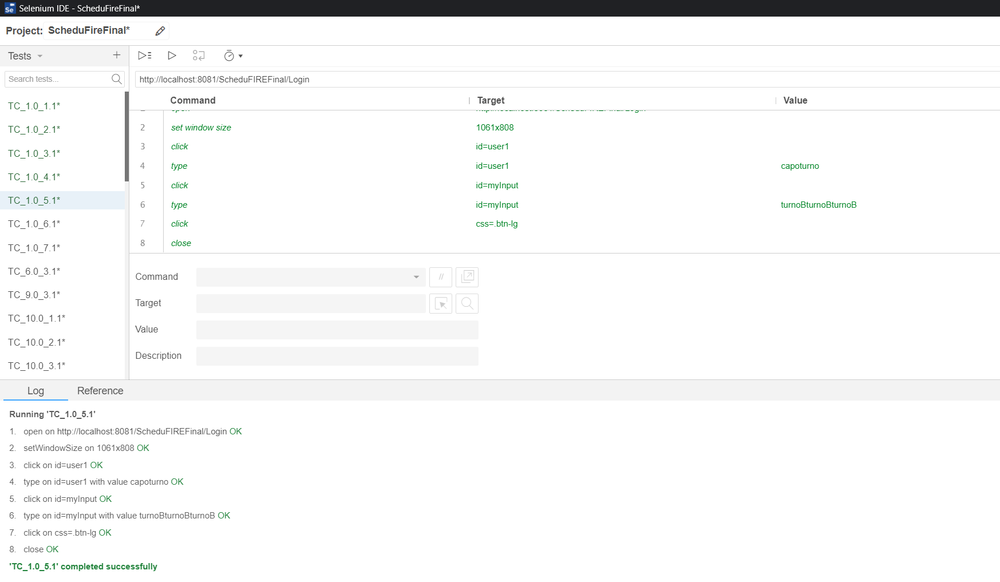 Selenium IDE - ScheduFireFinal*
Project: ScheduFireFinal*
Tests
Search tests...
TC_1.0_1.1*
TC_1.0_2.1*
TC_1.0_3.1*
TC_1.0_4.1*
TC_1.0_5.1*
TC_1.0_6.1*
TC_1.0_7.1*
TC_6.0_3.1*
TC_9.0_3.1*
TC_10.0_1.1*
TC_10.0_2.1*
TC_10.0_3.1*
http://localhost:8081/ScheduFIREFinal/Login
Command Target Value
2 set window size 1061x808
3 click id=user1
4 type id=user1 capoturno
5 click id=myInput
6 type id=myInput turnoBturnoBturnoB
7 click css=.btn-lg
8 close
Command //
Target
Value
Description
Log Reference
Running 'TC_1.0_5.1'
1. open on http://localhost:8081/ScheduFIREFinal/Login OK
2. setWindowSize on 1061x808 OK
3. click on id=user1 OK
4. type on id=user1 with value capoturno OK
5. click on id=myInput OK
6. type on id=myInput with value turnoBturnoBturnoB OK
7. click on css=.btn-lg OK
8. close OK
'TC_1.0_5.1' completed successfully